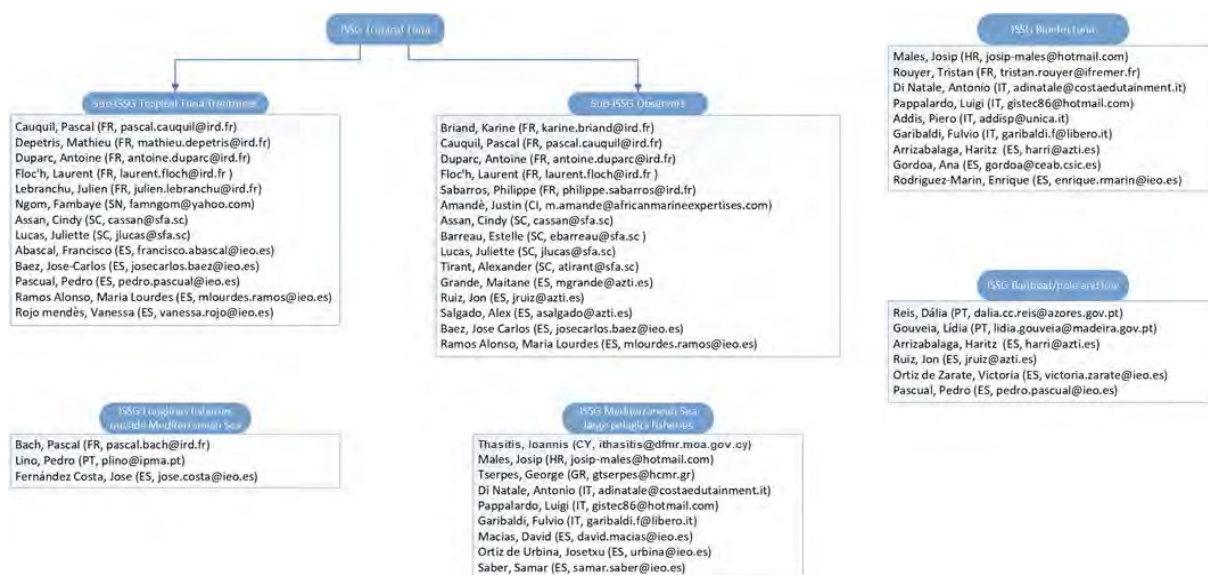 ISSG Tropical Tuna
Sub-ISSG Tropical Tuna Treatment
Cauquil, Pascal (FR, pascal.cauquil@ird.fr)
Depetris, Mathieu (FR, mathieu.depetris@ird.fr)
Duparc, Antoine (FR, antoine.duparc@ird.fr)
Floc'h, Laurent (FR, laurent.floch@ird.fr )
Lebranchu, Julien (FR, julien.lebranchu@ird.fr)
Ngom, Fambaye (SN, famngom@yahoo.com)
Assan, Cindy (SC, cassan@sfa.sc)
Lucas, Juliette (SC, jlucas@sfa.sc)
Abascal, Francisco (ES, francisco.abascal@ieo.es)
Baez, Jose-Carlos (ES, josecarlos.baez@ieo.es)
Pascual, Pedro (ES, pedro.pascual@ieo.es)
Ramos Alonso, Maria Lourdes (ES, mlourdes.ramos@ieo.es)
Rojo mendès, Vanessa (ES, vanessa.rojo@ieo.es)
Sub-ISSG Observers
Briand, Karine (FR, karine.briand@ird.fr)
Cauquil, Pascal (FR, pascal.cauquil@ird.fr)
Duparc, Antoine (FR, antoine.duparc@ird.fr)
Floc'h, Laurent (FR, laurent.floch@ird.fr )
Sabarros, Philippe (FR, philippe.sabarros@ird.fr)
Amandè, Justin (CI, m.amande@africanmarineexpertises.com)
Assan, Cindy (SC, cassan@sfa.sc)
Barreau, Estelle (SC, ebarreau@sfa.sc )
Lucas, Juliette (SC, jlucas@sfa.sc)
Tirant, Alexander (SC, atirant@sfa.sc)
Grande, Maitane (ES, mgrande@azti.es)
Ruiz, Jon (ES, jruiz@azti.es)
Salgado, Alex (ES, asalgado@azti.es)
Baez, Jose Carlos (ES, josecarlos.baez@ieo.es)
Ramos Alonso, Maria Lourdes (ES, mlourdes.ramos@ieo.es)
ISSG Bluefin tuna
Males, Josip (HR, josip-males@hotmail.com)
Rouyer, Tristan (FR, tristan.rouyer@ifremer.fr)
Di Natale, Antonio (IT, adinatale@costaedutainment.it)
Pappalardo, Luigi (IT, gistec86@hotmail.com)
Addis, Piero (IT, addisp@unica.it)
Garibaldi, Fulvio (IT, garibaldi.f@libero.it)
Arrizabalaga, Haritz (ES, harri@azti.es)
Gordoa, Ana (ES, gordoa@ceab.csic.es)
Rodriguez-Marin, Enrique (ES, enrique.rmarin@ieo.es)
ISSG Baitboat/pole and line
Reis, Dália (PT, dalia.cc.reis@azores.gov.pt)
Gouveia, Lídia (PT, lidia.gouveia@madeira.gov.pt)
Arrizabalaga, Haritz (ES, harri@azti.es)
Ruiz, Jon (ES, jruiz@azti.es)
Ortiz de Zarate, Victoria (ES, victoria.zarate@ieo.es)
Pascual, Pedro (ES, pedro.pascual@ieo.es)
ISSG Longlines fisheries
outside Mediterranean Sea
Bach, Pascal (FR, pascal.bach@ird.fr)
Lino, Pedro (PT, plino@ipma.pt)
Fernández Costa, Jose (ES, jose.costa@ieo.es)
ISSG Mediterranean Sea
large pelagics fisheries
Thasitis, Ioannis (CY, ithasitis@dfmr.moa.gov.cy)
Males, Josip (HR, josip-males@hotmail.com)
Tserpes, George (GR, gtserpes@hcmr.gr)
Di Natale, Antonio (IT, adinatale@costaedutainment.it)
Pappalardo, Luigi (IT, gistec86@hotmail.com)
Garibaldi, Fulvio (IT, garibaldi.f@libero.it)
Macias, David (ES, david.macias@ieo.es)
Ortiz de Urbina, Josetxu (ES, urbina@ieo.es)
Saber, Samar (ES, samar.saber@ieo.es)